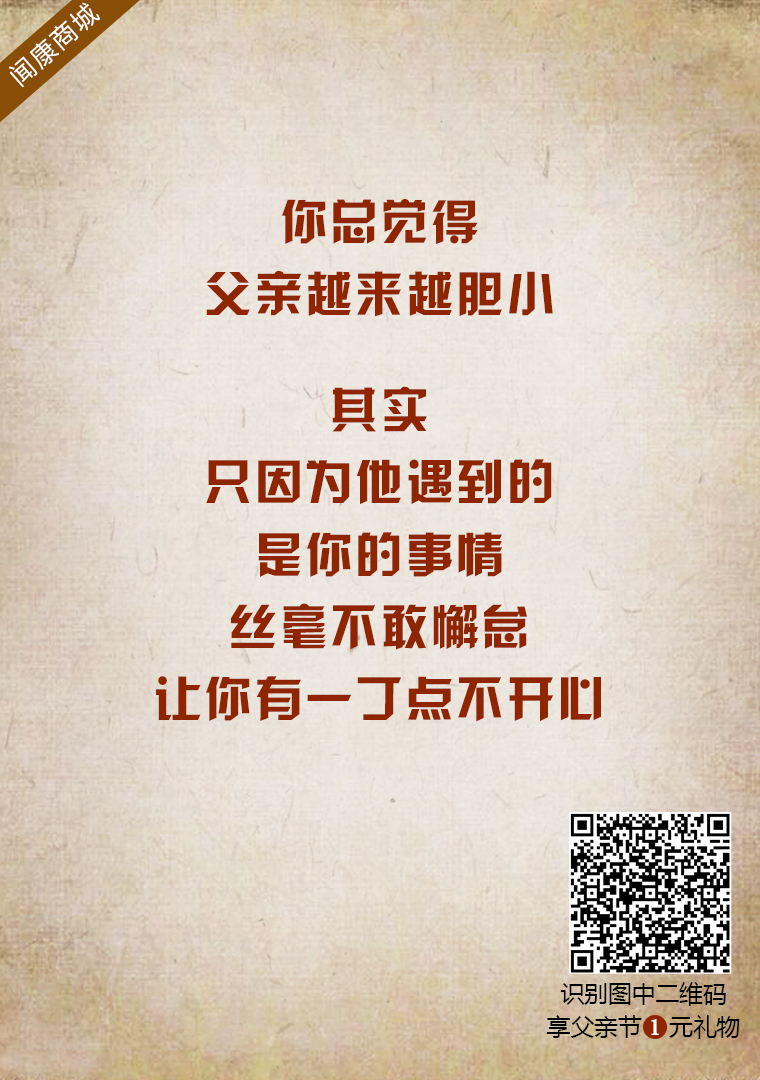 闻康商城
你总觉得
父亲越来越胆小
其实
只因为他遇到的
是你的事情
丝毫不敢懈怠
让你有一丁点不开心
识别图中二维码
享父亲节1元礼物